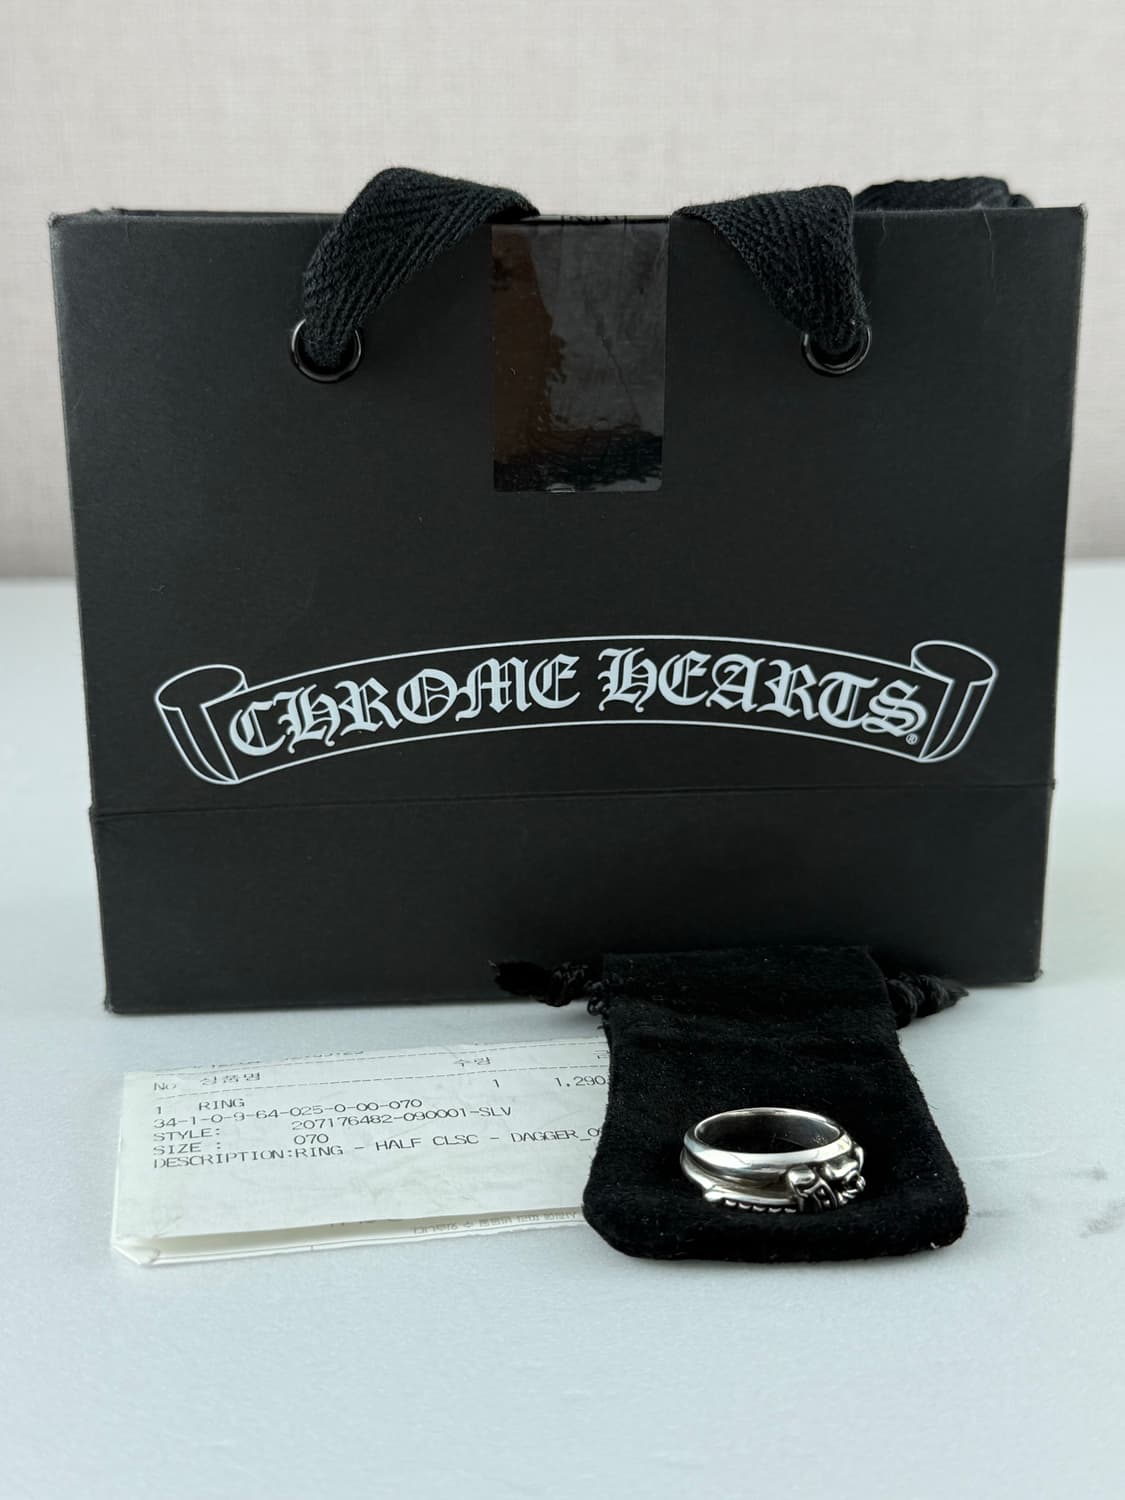 CHROME HEARTS®
No 상품명 수량
1 RING 1 1,290
34-1-0-9-64-025-0-00-070
STYLE: 207176482-090001-SLV
SIZE : 070
DESCRIPTION:RING - HALF CLSC - DAGGER_0